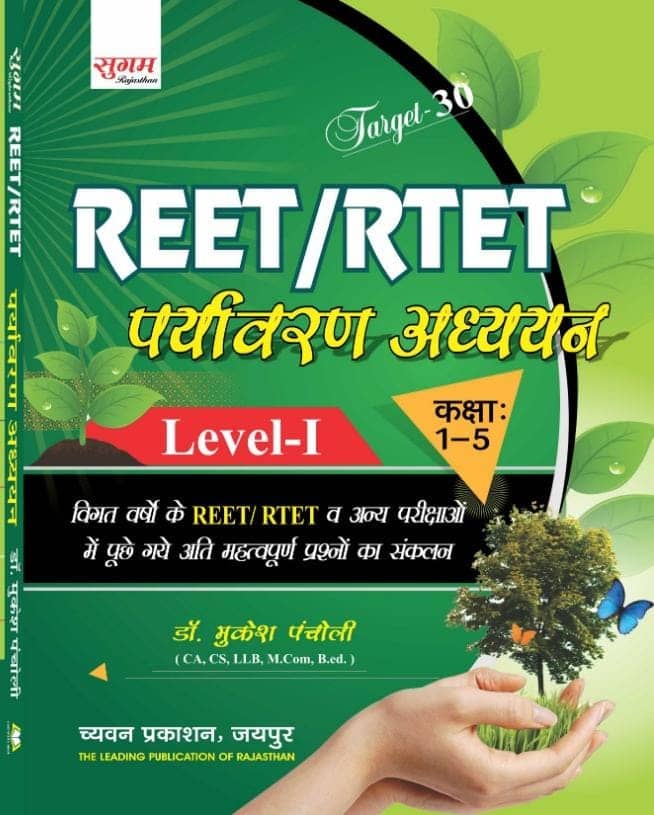 सुगम
Rajasthan
Target-30
REET/RTET
पर्यावरण अध्ययन
Level-I
कक्षा:
1–5
विगत वर्षो के REET/ RTET व अन्य परीक्षाओं
में पूछे गये अति महत्वपूर्ण प्रश्नों का संकलन
डॉ. मुकेश पंचोली
( CA, CS, LLB, M.Com, B.ed. )
च्यवन प्रकाशन, जयपुर
THE LEADING PUBLICATION OF RAJASTHAN
सुगम REET/RTET पर्यावरण अध्ययन डॉ. मुकेश पंचोली